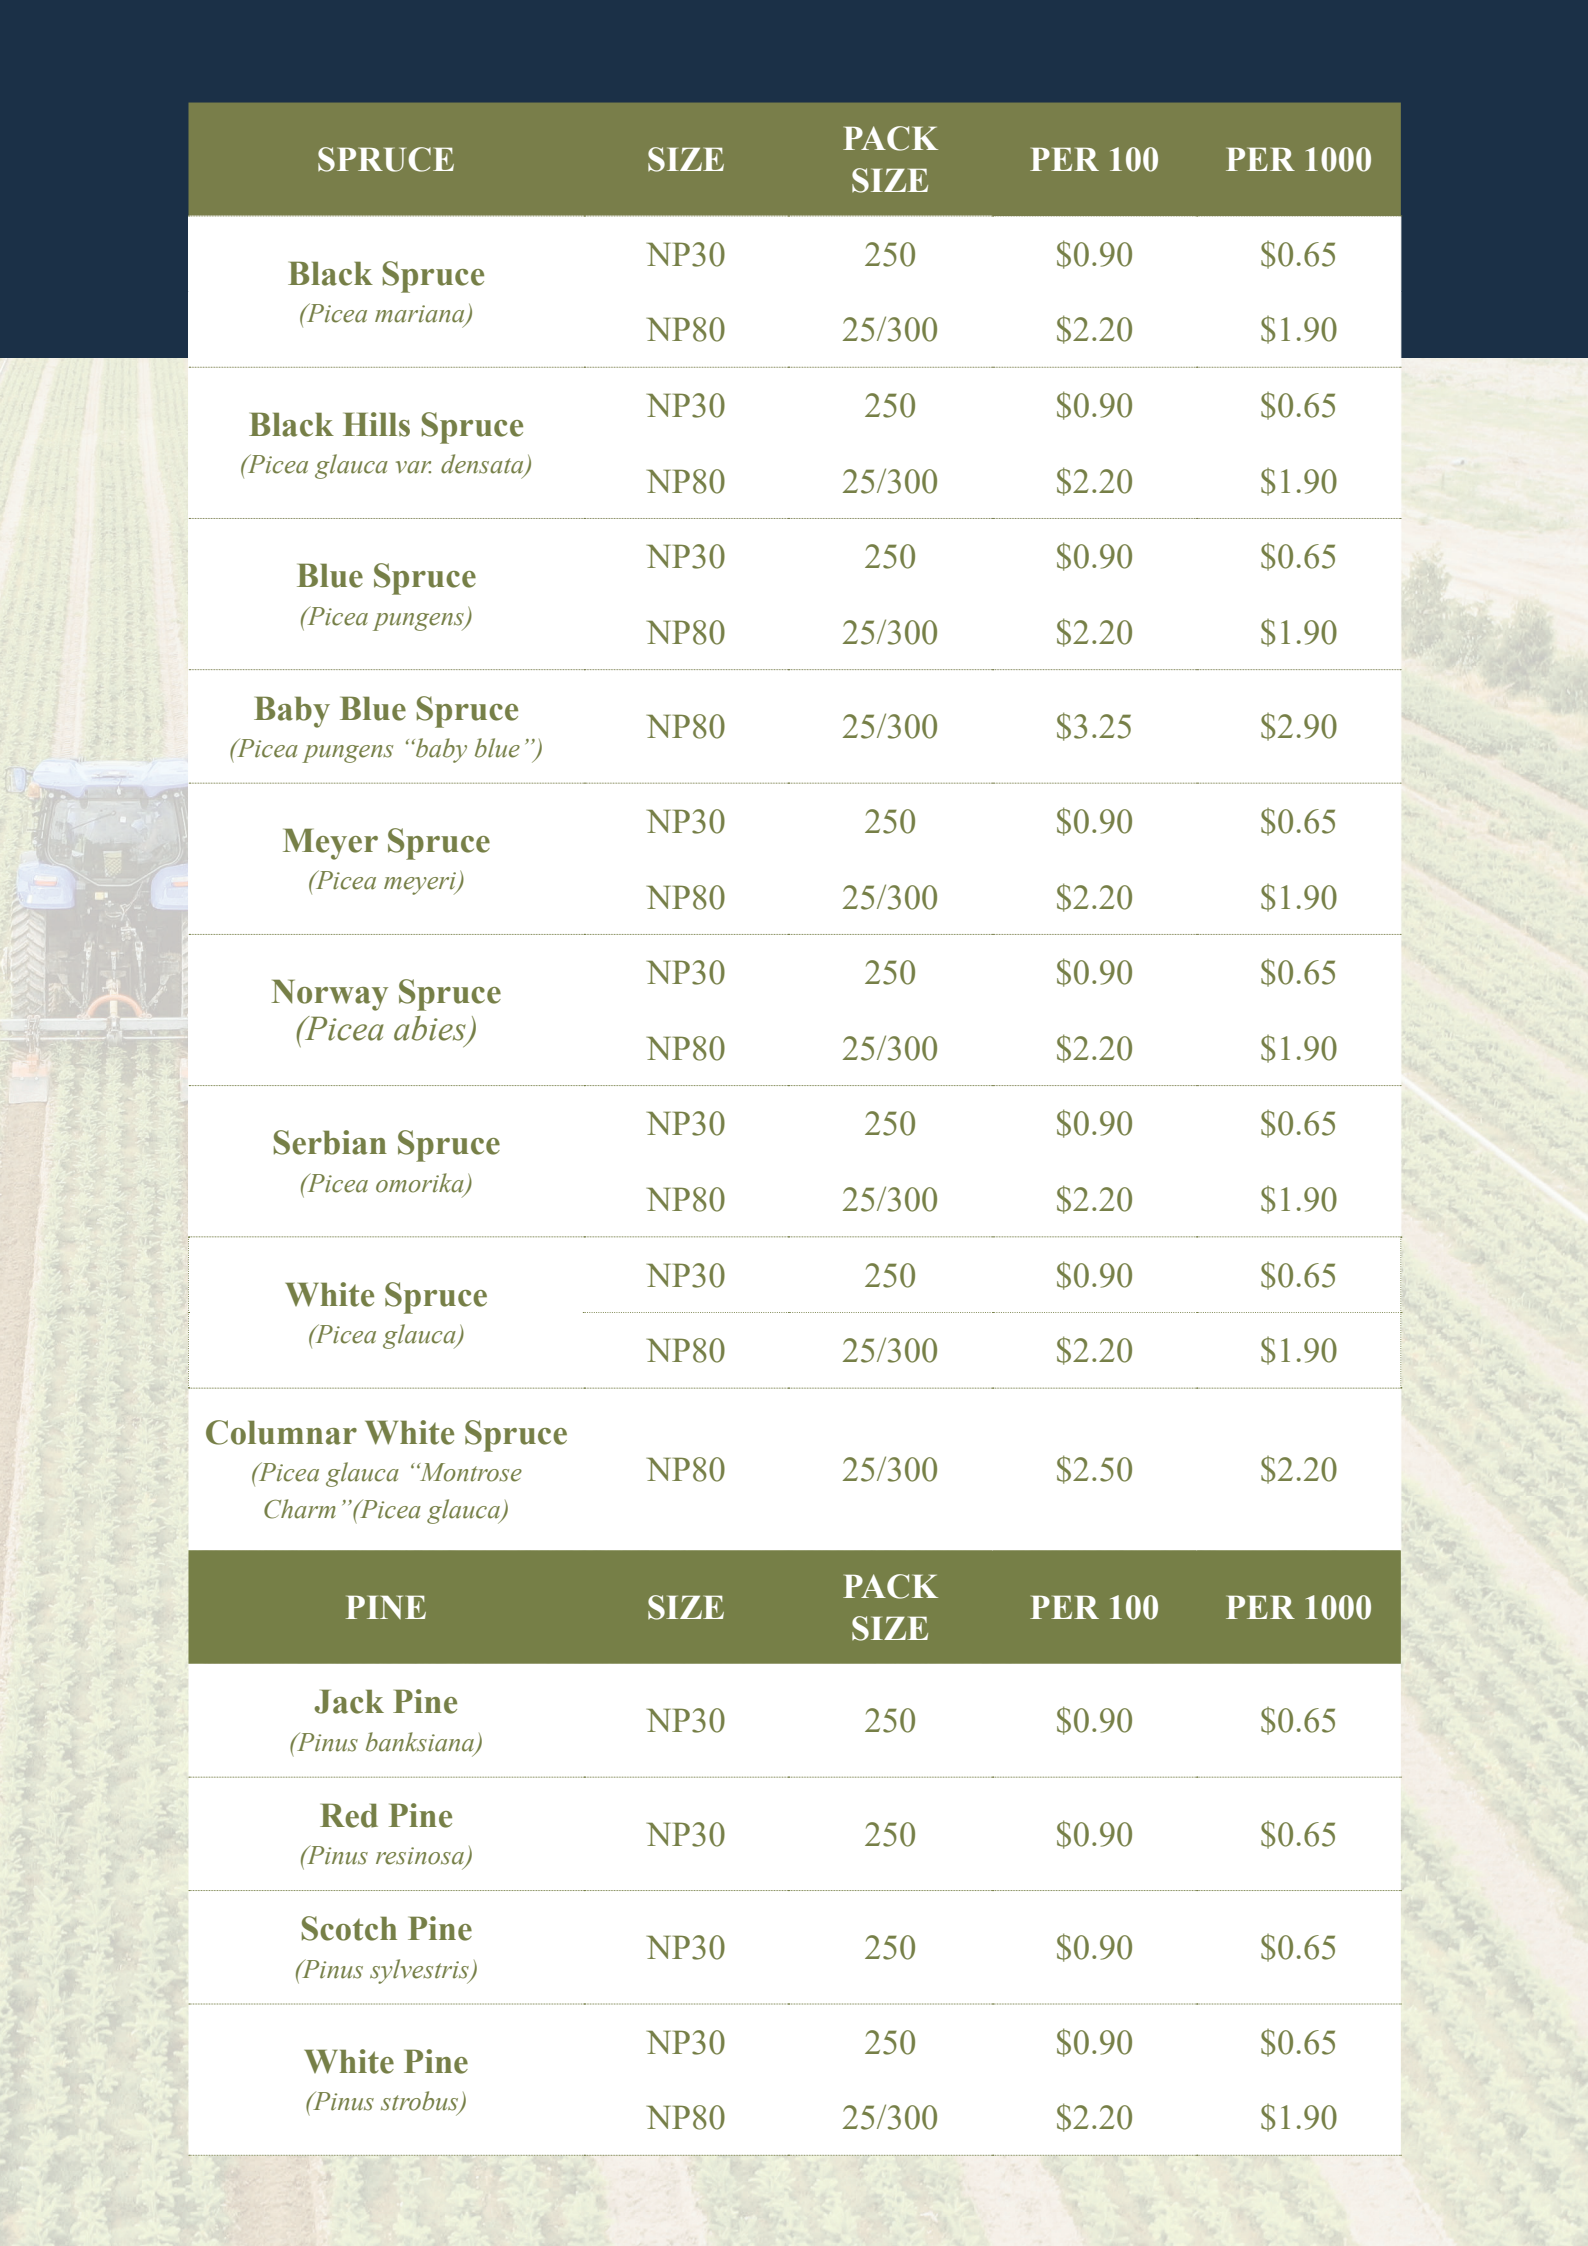 SPRUCE SIZE PACK SIZE PER 100 PER 1000
Black Spruce
(Picea mariana)
NP30 250 $0.90 $0.65
NP80 25/300 $2.20 $1.90
Black Hills Spruce
(Picea glauca var. densata)
NP30 250 $0.90 $0.65
NP80 25/300 $2.20 $1.90
Blue Spruce
(Picea pungens)
NP30 250 $0.90 $0.65
NP80 25/300 $2.20 $1.90
Baby Blue Spruce
(Picea pungens “baby blue”)
NP80 25/300 $3.25 $2.90
Meyer Spruce
(Picea meyeri)
NP30 250 $0.90 $0.65
NP80 25/300 $2.20 $1.90
Norway Spruce
(Picea abies)
NP30 250 $0.90 $0.65
NP80 25/300 $2.20 $1.90
Serbian Spruce
(Picea omorika)
NP30 250 $0.90 $0.65
NP80 25/300 $2.20 $1.90
White Spruce
(Picea glauca)
NP30 250 $0.90 $0.65
NP80 25/300 $2.20 $1.90
Columnar White Spruce
(Picea glauca “Montrose
Charm”(Picea glauca)
NP80 25/300 $2.50 $2.20
PINE SIZE PACK SIZE PER 100 PER 1000
Jack Pine
(Pinus banksiana)
NP30 250 $0.90 $0.65
Red Pine
(Pinus resinosa)
NP30 250 $0.90 $0.65
Scotch Pine
(Pinus sylvestris)
NP30 250 $0.90 $0.65
White Pine
(Pinus strobus)
NP30 250 $0.90 $0.65
NP80 25/300 $2.20 $1.90